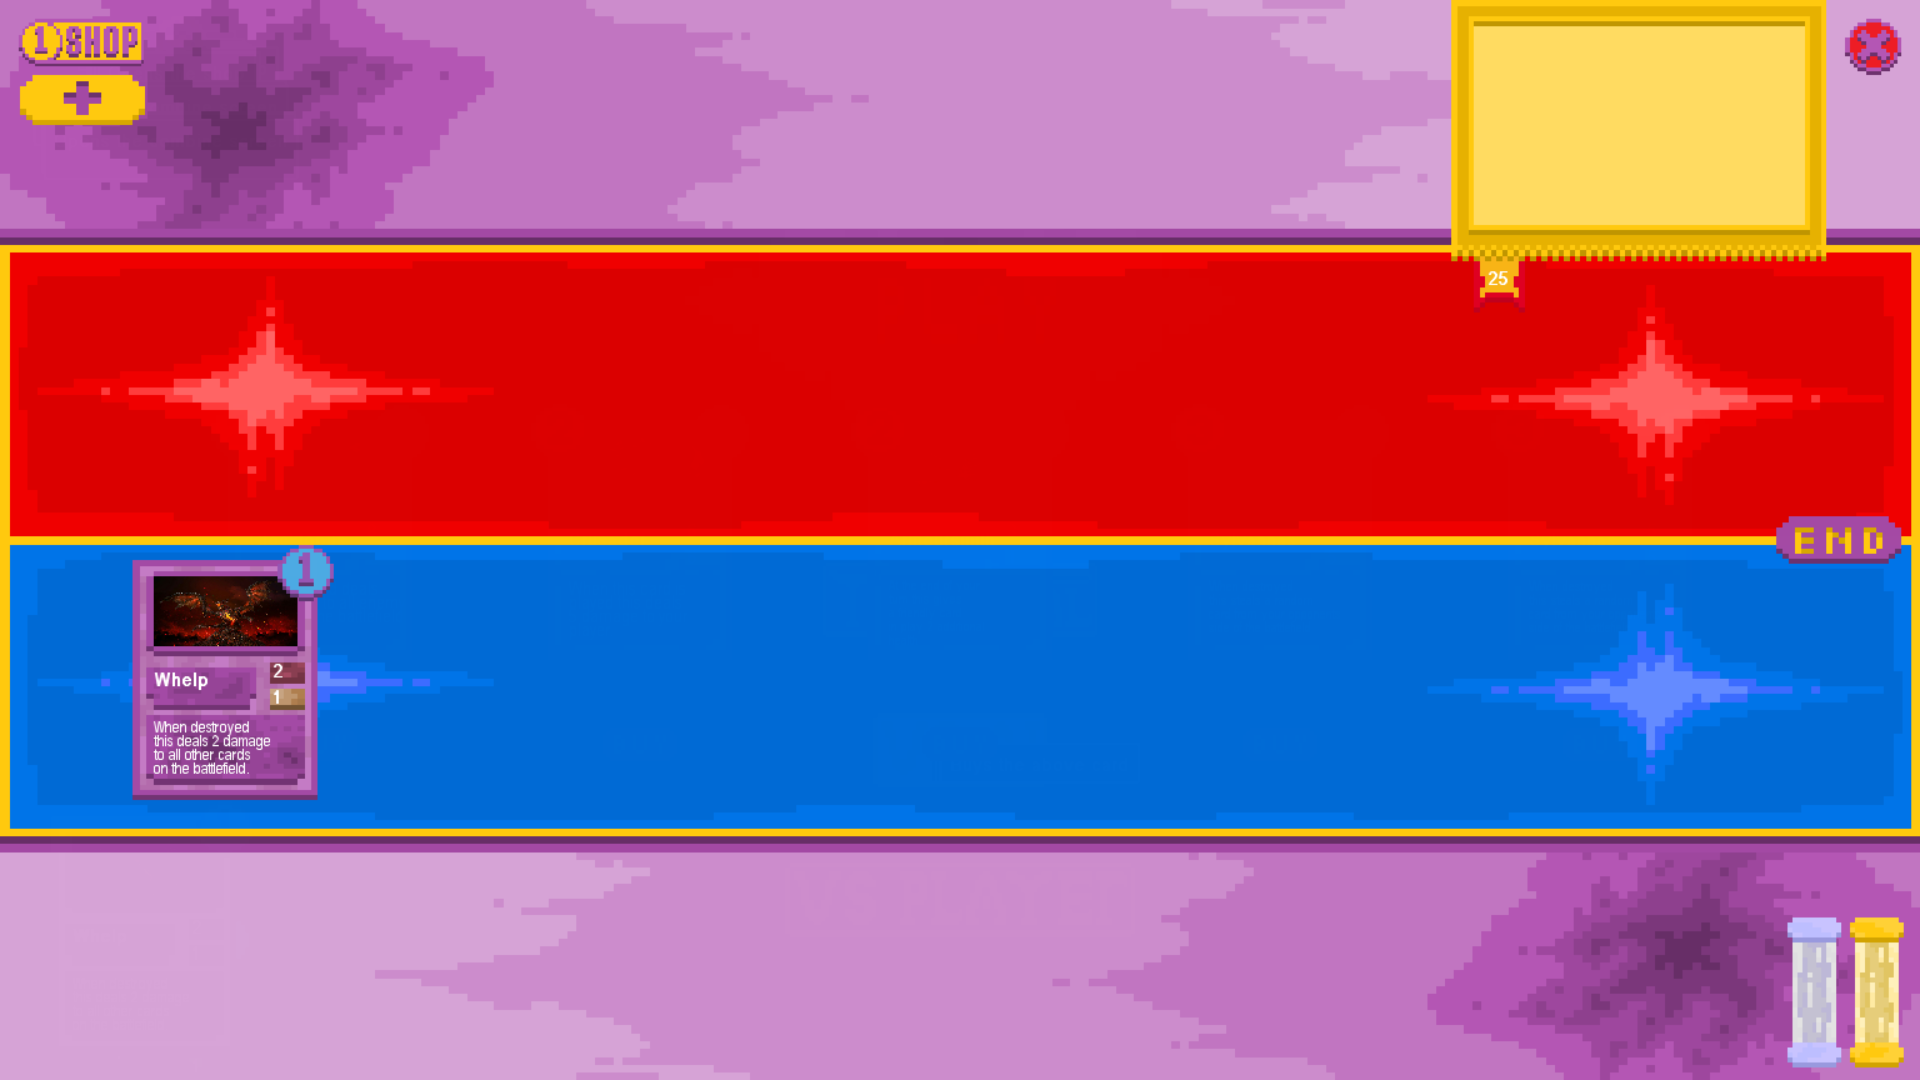 1 SHOP
25
END
1
Whelp
2
1
When destroyed
this deals 2 damage
to all other cards
on the battlefield.